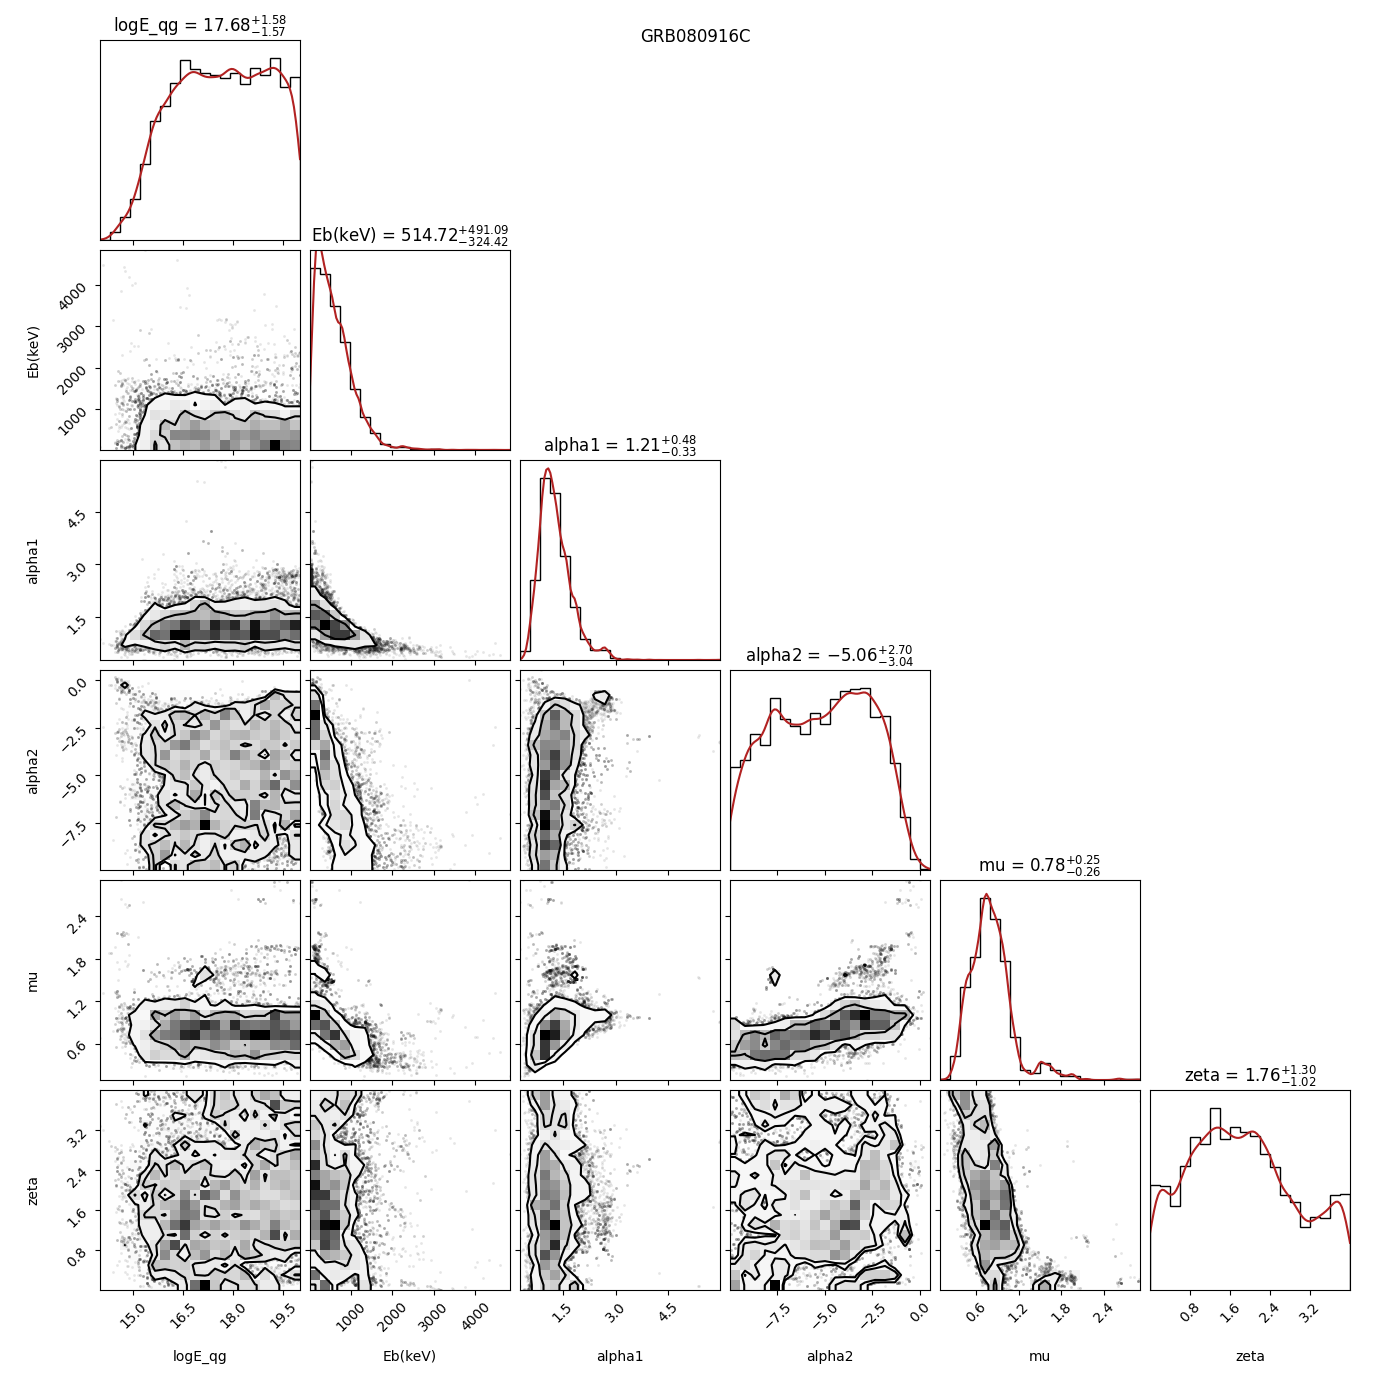 logE_qg = 17.68+1.58 −1.57
GRB080916C
Eb(keV) = 514.72+491.09 −324.42
4000
3000
2000
1000
Eb(keV)
alpha1 = 1.21+0.48 −0.33
4.5
3.0
1.5
alpha1
alpha2 = −5.06+2.70 −3.04
0.0
−2.5
−5.0
−7.5
alpha2
mu = 0.78+0.25 −0.26
2.4
1.8
1.2
0.6
mu
zeta = 1.76+1.30 −1.02
3.2
2.4
1.6
0.8
zeta
15.0 16.5 18.0 19.5 1000 2000 3000 4000 1.5 3.0 4.5 −7.5 −5.0 −2.5 0.0 0.6 1.2 1.8 2.4 0.8 1.6 2.4 3.2
logE_qg Eb(keV) alpha1 alpha2 mu zeta